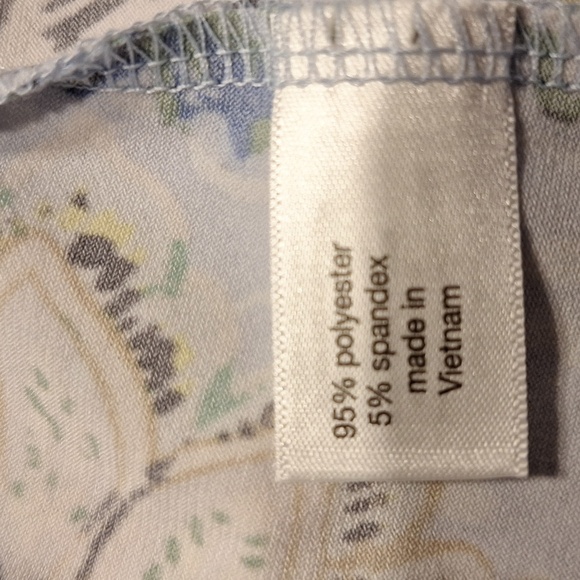 95% polyester
5% spandex
made in
Vietnam